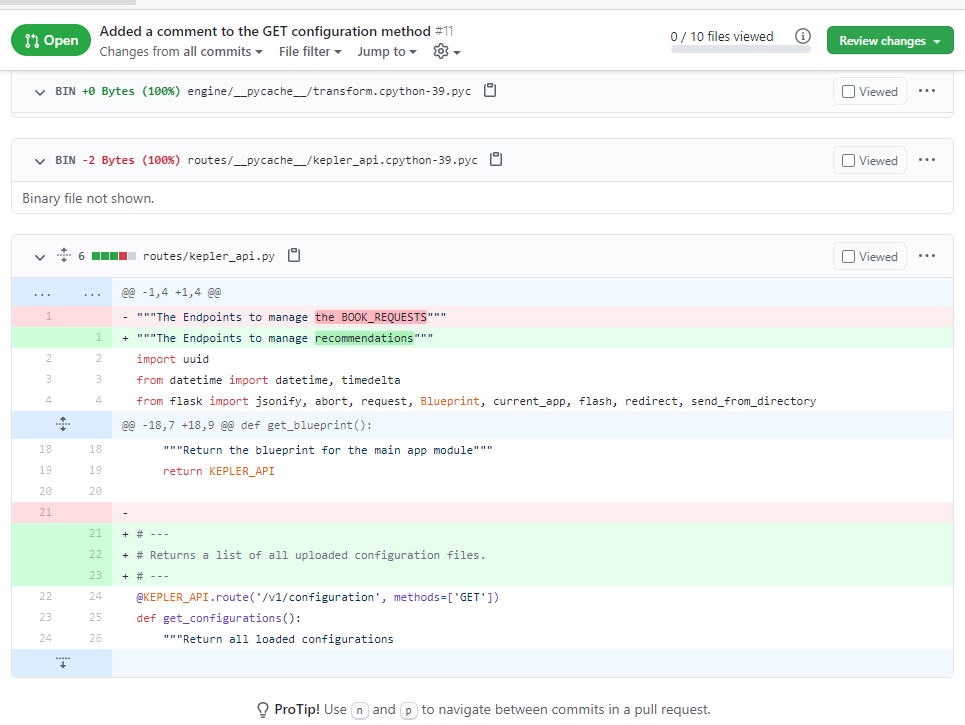 Open
Added a comment to the GET configuration method #11
Changes from all commits File filter Jump to
0 / 10 files viewed
Review changes
BIN +0 Bytes (100%) engine/__pycache__/transform.cpython-39.pyc Viewed
BIN -2 Bytes (100%) routes/__pycache__/kepler_api.cpython-39.pyc Viewed
Binary file not shown.
6 routes/kepler_api.py Viewed
... ... @@ -1,4 +1,4 @@
1 - """The Endpoints to manage the BOOK_REQUESTS"""
1 + """The Endpoints to manage recommendations"""
2 2 import uuid
3 3 from datetime import datetime, timedelta
4 4 from flask import jsonify, abort, request, Blueprint, current_app, flash, redirect, send_from_directory
@@ -18,7 +18,9 @@ def get_blueprint():
18 18 """Return the blueprint for the main app module"""
19 19 return KEPLER_API
20 20
21 -
21 + # ---
22 + # Returns a list of all uploaded configuration files.
23 + # ---
22 24 @KEPLER_API.route('/v1/configuration', methods=['GET'])
23 25 def get_configurations():
24 26 """Return all loaded configurations
ProTip! Use n and p to navigate between commits in a pull request.